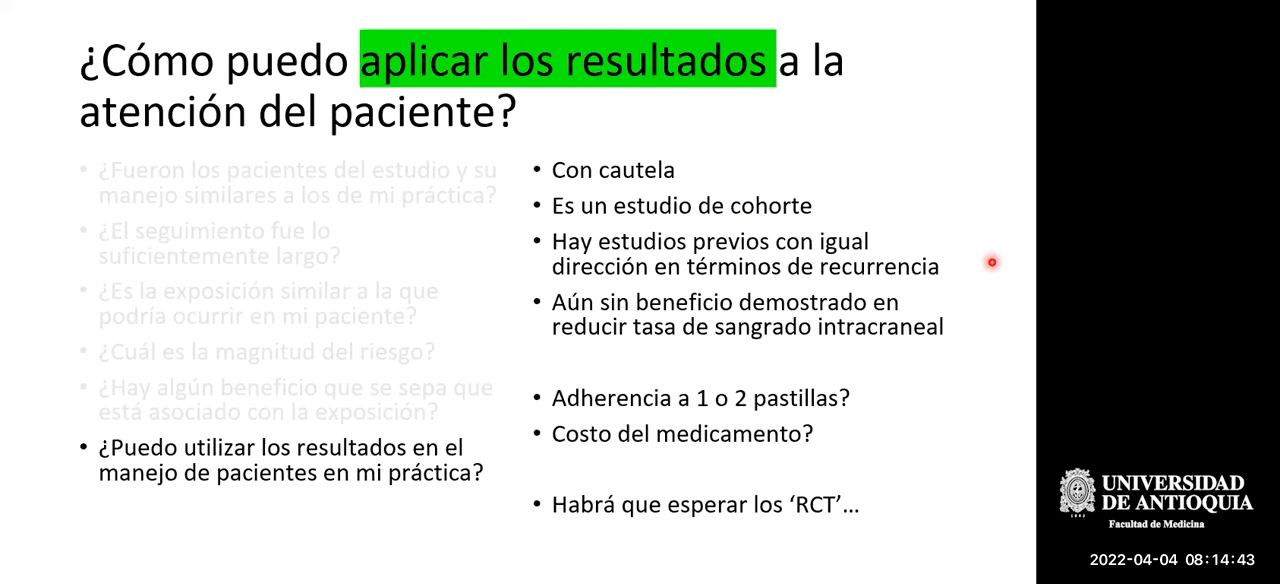 ¿Cómo puedo aplicar los resultados a la
atención del paciente?
• ¿Fueron los pacientes del estudio y su
manejo similares a los de mi práctica?
• ¿El seguimiento fue lo
suficientemente largo?
• ¿Es la exposición similar a la que
podría ocurrir en mi paciente?
• ¿Cuál es la magnitud del riesgo?
• ¿Hay algún beneficio que se sepa que
está asociado con la exposición?
• ¿Puedo utilizar los resultados en el
manejo de pacientes en mi práctica?
• Con cautela
• Es un estudio de cohorte
• Hay estudios previos con igual
dirección en términos de recurrencia
• Aún sin beneficio demostrado en
reducir tasa de sangrado intracraneal
• Adherencia a 1 o 2 pastillas?
• Costo del medicamento?
• Habrá que esperar los ‘RCT’...
UNIVERSIDAD
DE ANTIOQUIA
Facultad de Medicina
2022-04-04 08:14:43